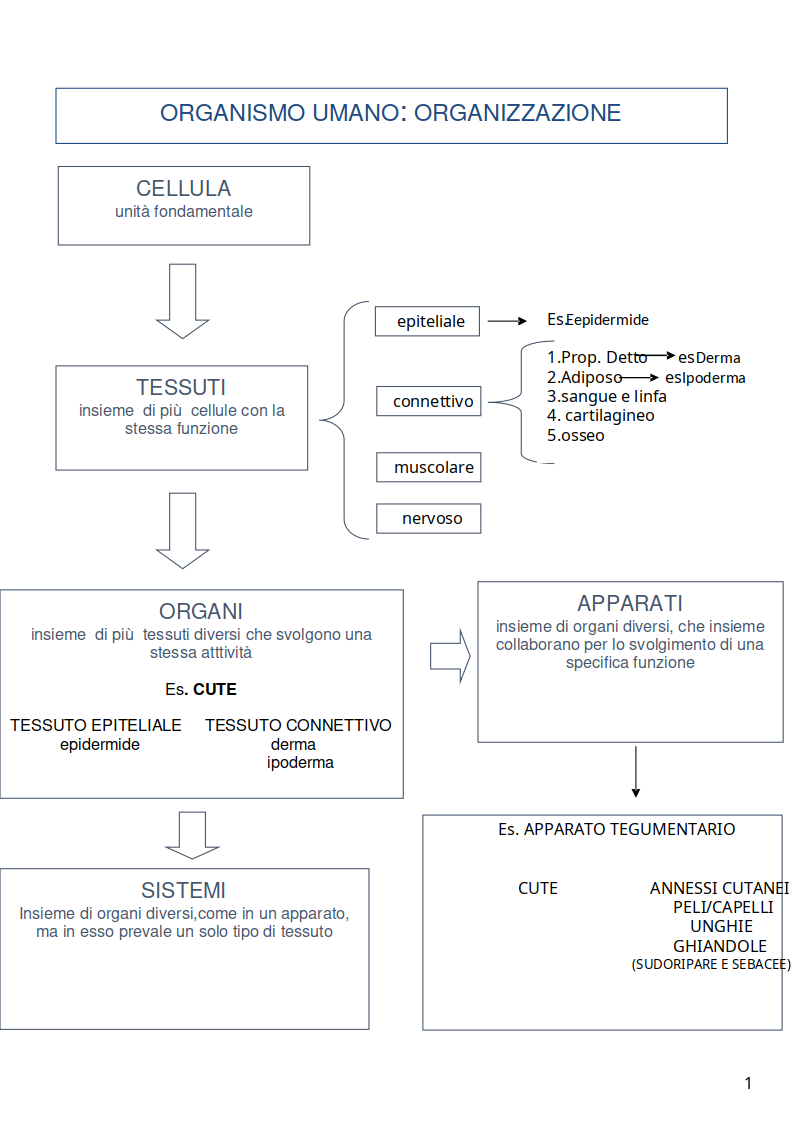 ORGANISMO UMANO: ORGANIZZAZIONE
CELLULA
unità fondamentale
TESSUTI
insieme di più cellule con la
stessa funzione
epiteliale
Es.Eepidermide
connettivo
1.Prop. Detto esDerma
2.Adiposo esIpoderma
3.sangue e linfa
4. cartilagineo
5.osseo
muscolare
nervoso
ORGANI
insieme di più tessuti diversi che svolgono una
stessa atttività
Es. CUTE
TESSUTO EPITELIALE TESSUTO CONNETTIVO
epidermide derma
ipoderma
APPARATI
insieme di organi diversi, che insieme
collaborano per lo svolgimento di una
specifica funzione
SISTEMI
Insieme di organi diversi,come in un apparato,
ma in esso prevale un solo tipo di tessuto
Es. APPARATO TEGUMENTARIO
CUTE ANNESSI CUTANEI
PELI/CAPELLI
UNGHIE
GHIANDOLE
(SUDORIPARE E SEBACEE)
1